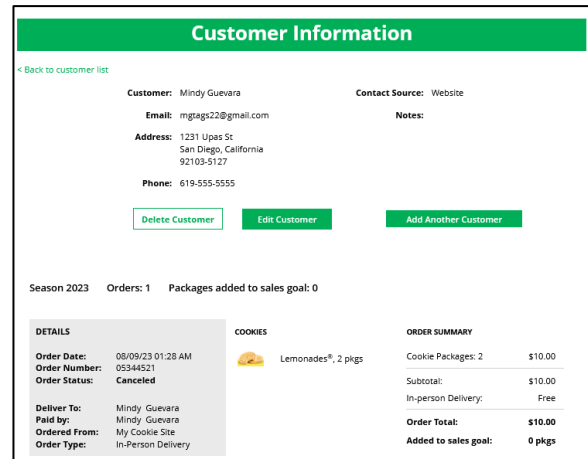 Customer Information
< Back to customer list
Customer: Mindy Guevara
Contact Source: Website
Email: mgtags22@gmail.com
Notes:
Address: 1231 Upas St
San Diego, California
92103-5127
Phone: 619-555-5555
Delete Customer
Edit Customer
Add Another Customer
Season 2023 Orders: 1 Packages added to sales goal: 0
DETAILS
Order Date: 08/09/23 01:28 AM
Order Number: 05344521
Order Status: Canceled
Deliver To: Mindy Guevara
Paid by: Mindy Guevara
Ordered From: My Cookie Site
Order Type: In-Person Delivery
COOKIES
Lemonades®, 2 pkgs
ORDER SUMMARY
Cookie Packages: 2 $10.00
Subtotal: $10.00
In-person Delivery: Free
Order Total: $10.00
Added to sales goal: 0 pkgs